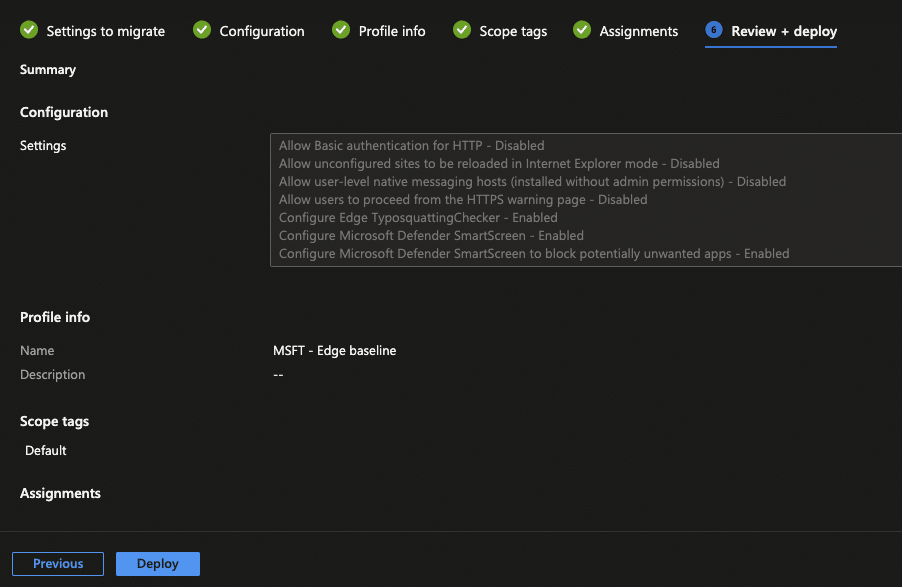 Settings to migrate
Configuration
Profile info
Scope tags
Assignments
6
Review + deploy
Summary
Configuration
Settings
Allow Basic authentication for HTTP - Disabled
Allow unconfigured sites to be reloaded in Internet Explorer mode - Disabled
Allow user-level native messaging hosts (installed without admin permissions) - Disabled
Allow users to proceed from the HTTPS warning page - Disabled
Configure Edge TyposquattingChecker - Enabled
Configure Microsoft Defender SmartScreen - Enabled
Configure Microsoft Defender SmartScreen to block potentially unwanted apps - Enabled
Profile info
Name
MSFT - Edge baseline
Description
--
Scope tags
Default
Assignments
Previous
Deploy